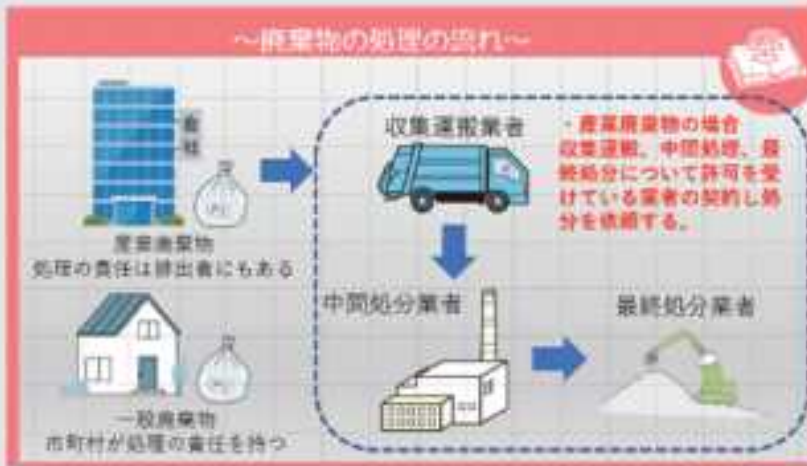 ～廃棄物の処理の流れ～
会
社
収集運搬業者
・産業廃棄物の場合
収集運搬、中間処理、最
終処分について許可を受
けている業者の契約し処
分を依頼する。
産業廃棄物
処理の責任は排出者にもある
中間処分業者
最終処分業者
一般廃棄物
市町村が処理の責任を持つ